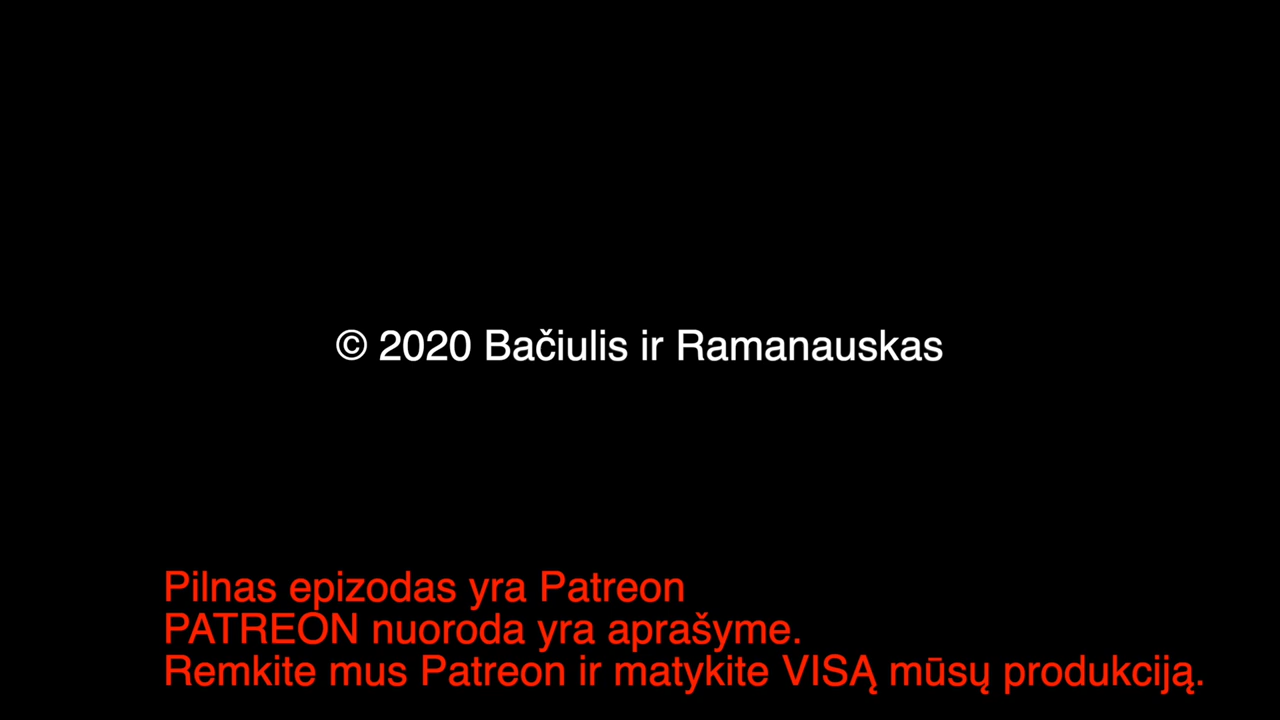 © 2020 Bačiulis ir Ramanauskas
Pilnas epizodas yra Patreon
PATREON nuoroda yra aprašyme.
Remkite mus Patreon ir matykite VISĄ mūsų produkciją.